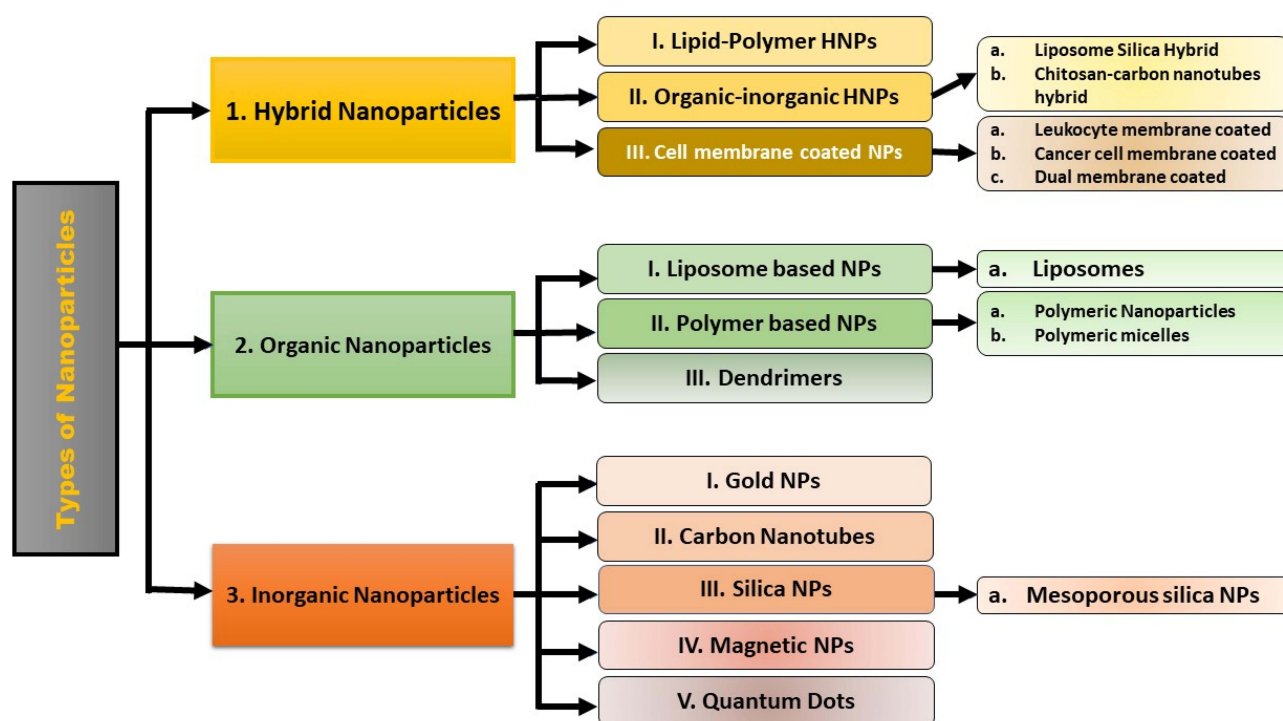 Types of Nanoparticles
1. Hybrid Nanoparticles
I. Lipid-Polymer HNPs
II. Organic-inorganic HNPs
a. Liposome Silica Hybrid
b. Chitosan-carbon nanotubes
hybrid
III. Cell membrane coated NPs
a. Leukocyte membrane coated
b. Cancer cell membrane coated
c. Dual membrane coated
2. Organic Nanoparticles
I. Liposome based NPs
a. Liposomes
II. Polymer based NPs
a. Polymeric Nanoparticles
b. Polymeric micelles
III. Dendrimers
3. Inorganic Nanoparticles
I. Gold NPs
II. Carbon Nanotubes
III. Silica NPs
a. Mesoporous silica NPs
IV. Magnetic NPs
V. Quantum Dots